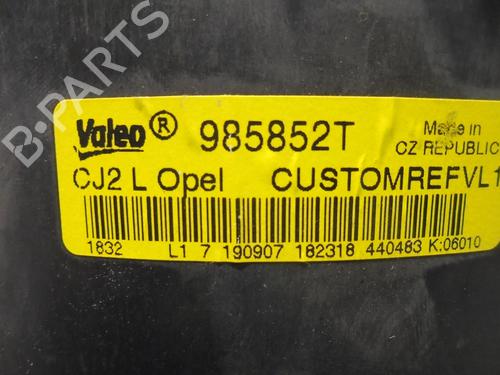 B-PARTS
Valeo ® 985852T Made in
CZ REPUBLIC
CJ2 L Opel CUSTOMREFVL1
1832 L1 7 190907 182318 440483 K:06010